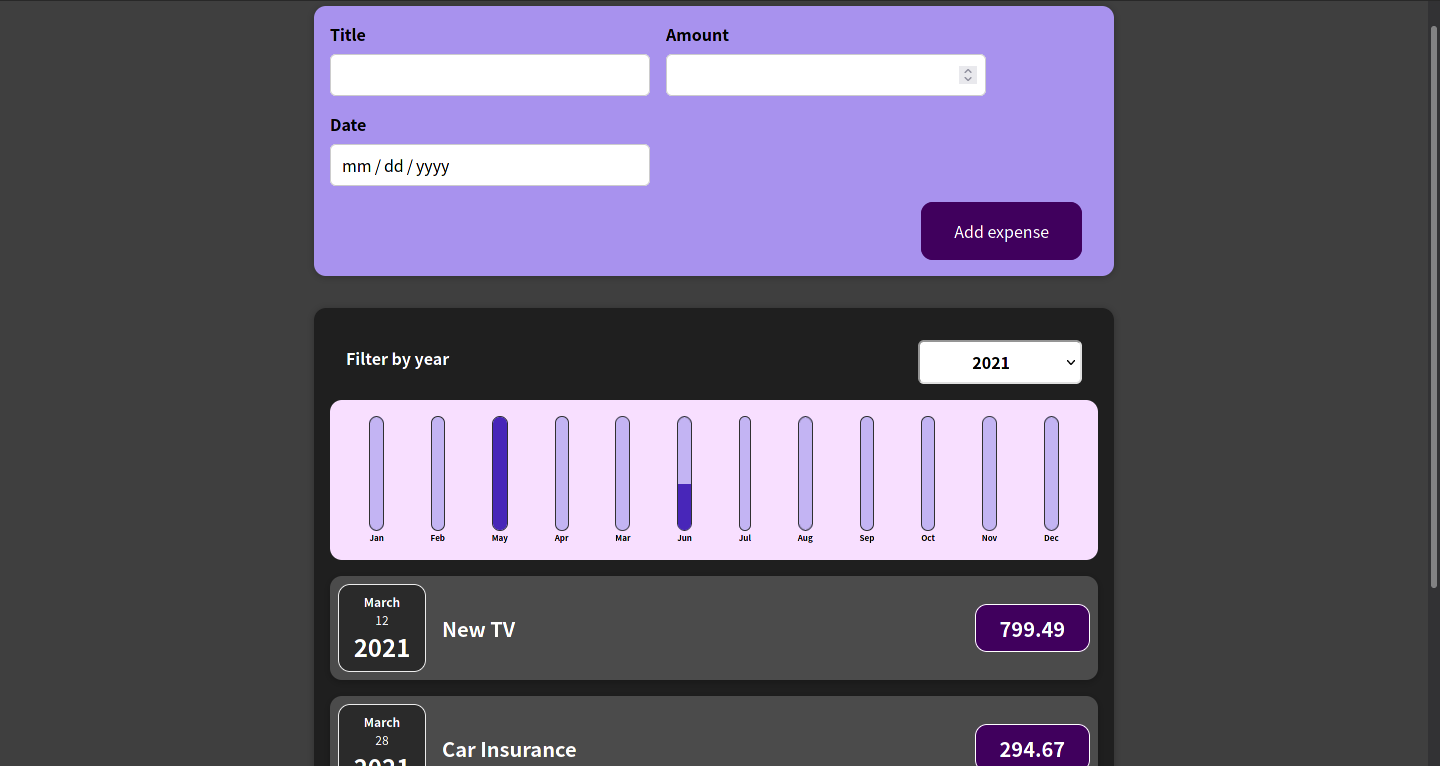 Title
Amount
Date
mm / dd / yyyy
Add expense
Filter by year
2021
Jan Feb May Apr Mar Jun Jul Aug Sep Oct Nov Dec
March
12
2021
New TV
799.49
March
28
2021
Car Insurance
294.67